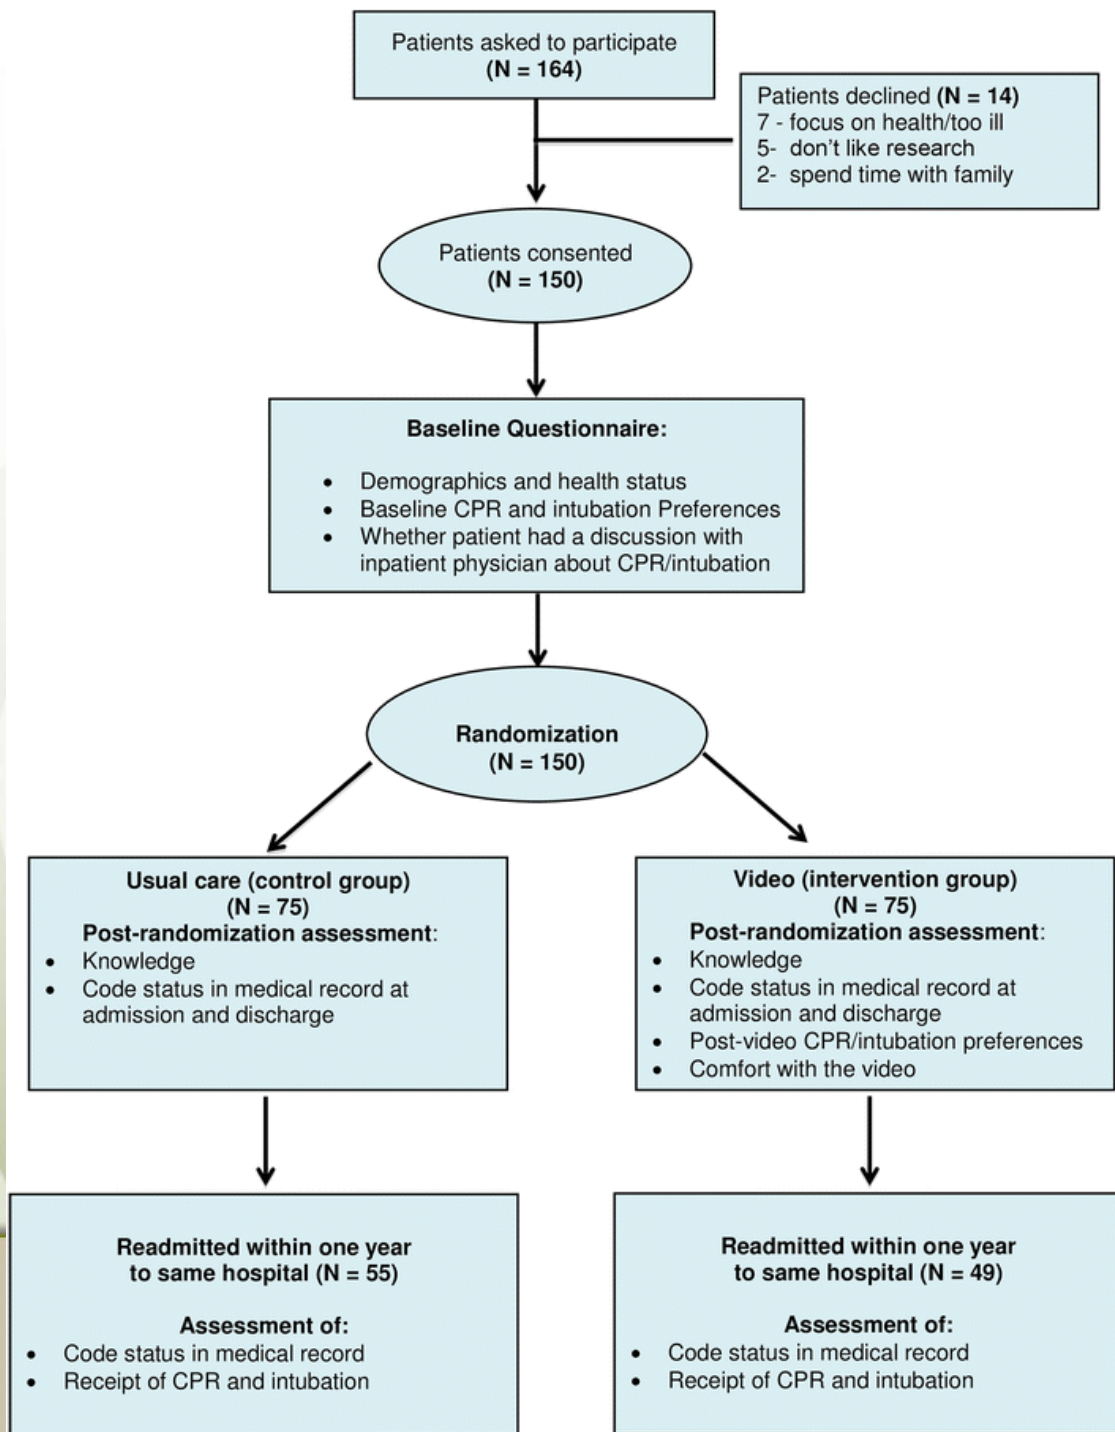 Patients asked to participate
(N = 164)
Patients declined (N = 14)
7 - focus on health/too ill
5-  don't like research
2-  spend time with family
Patients consented
(N = 150)
Baseline Questionnaire:
• Demographics and health status
• Baseline CPR and intubation Preferences
• Whether patient had a discussion with
inpatient physician about CPR/intubation
Randomization
(N = 150)
Usual care (control group)
(N = 75)
Post-randomization assessment:
• Knowledge
• Code status in medical record at
admission and discharge
Video (intervention group)
(N = 75)
Post-randomization assessment:
• Knowledge
• Code status in medical record at
admission and discharge
• Post-video CPR/intubation preferences
• Comfort with the video
Readmitted within one year
to same hospital (N = 55)
Assessment of:
• Code status in medical record
• Receipt of CPR and intubation
Readmitted within one year
to same hospital (N = 49)
Assessment of:
• Code status in medical record
• Receipt of CPR and intubation